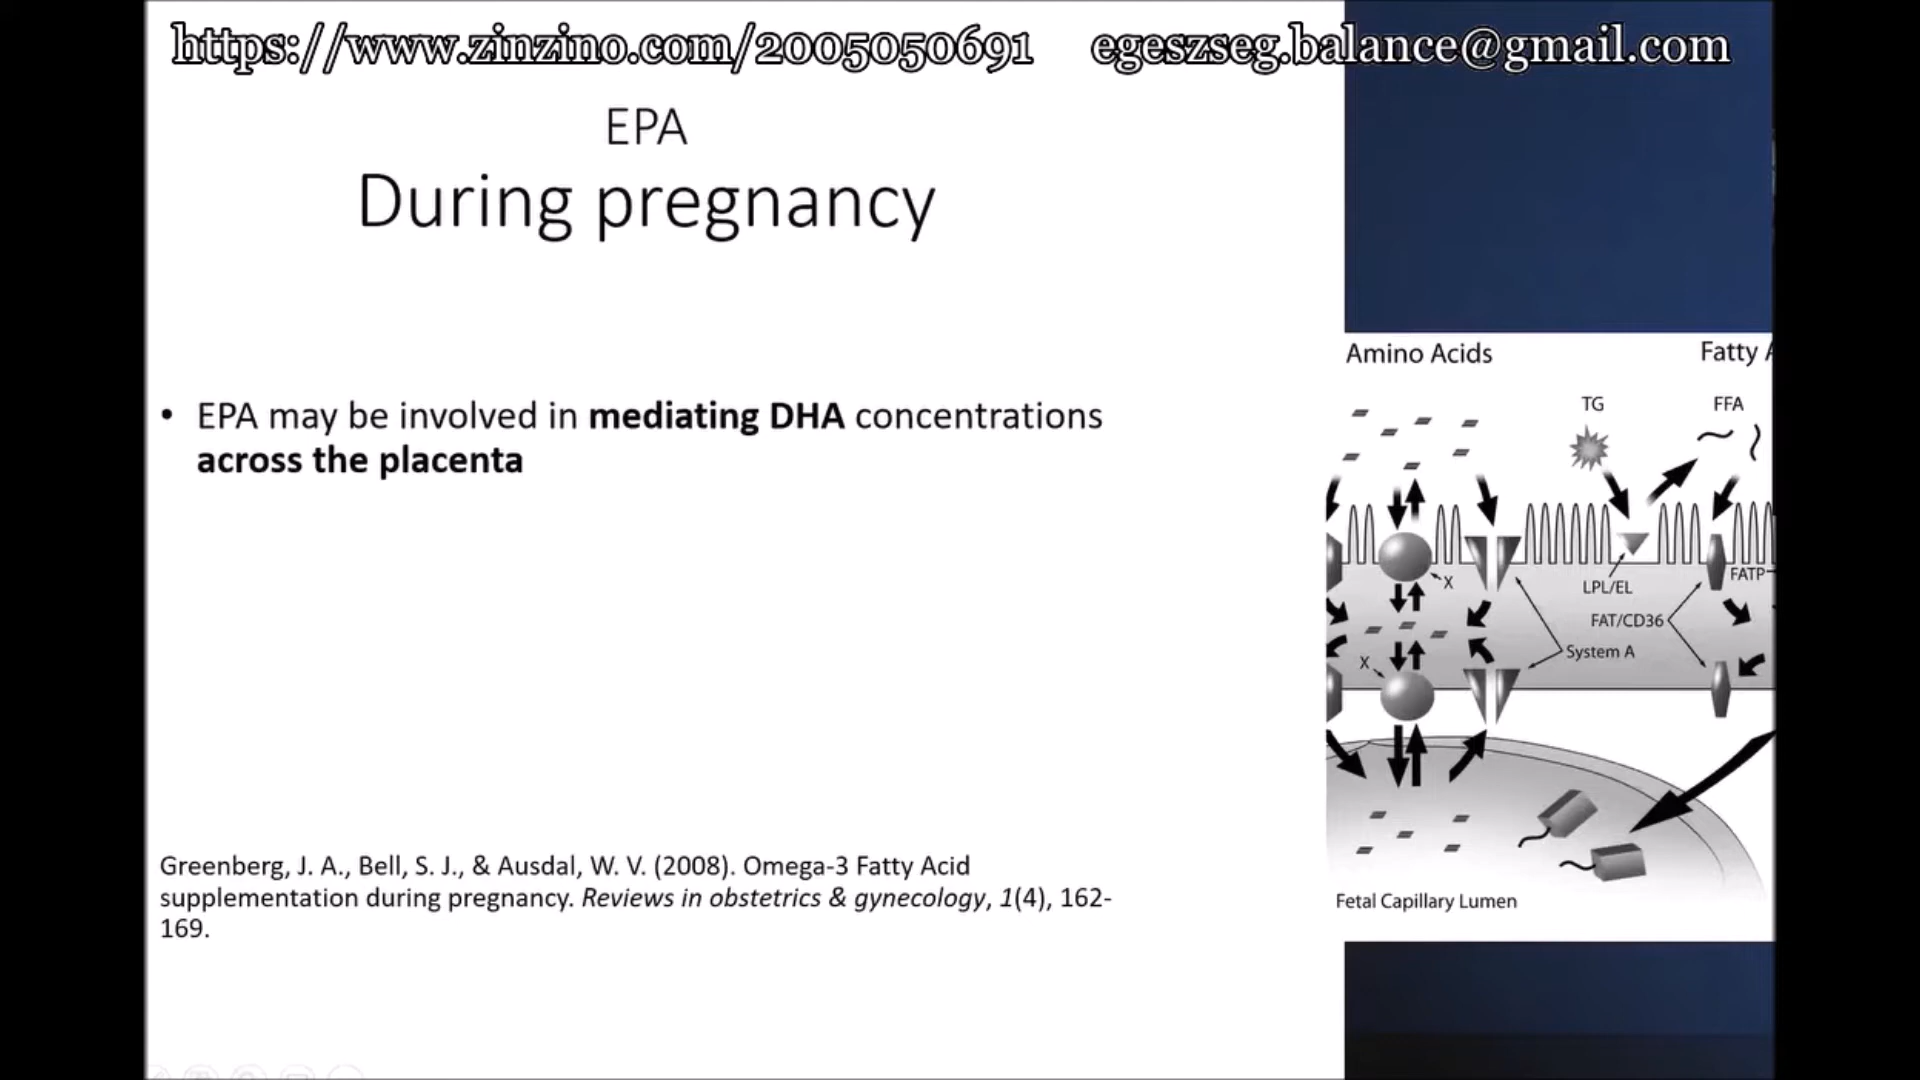 https://www.zinzino.com/2005050691 egeszseg.balance@gmail.com
EPA
During pregnancy
• EPA may be involved in mediating DHA concentrations
across the placenta
Greenberg, J. A., Bell, S. J., & Ausdal, W. V. (2008). Omega-3 Fatty Acid
supplementation during pregnancy. Reviews in obstetrics & gynecology, 1(4), 162-
169.
Amino Acids
Fatty A
TG
FFA
X
LPL/EL
FATP
FAT/CD36
System A
X
Fetal Capillary Lumen